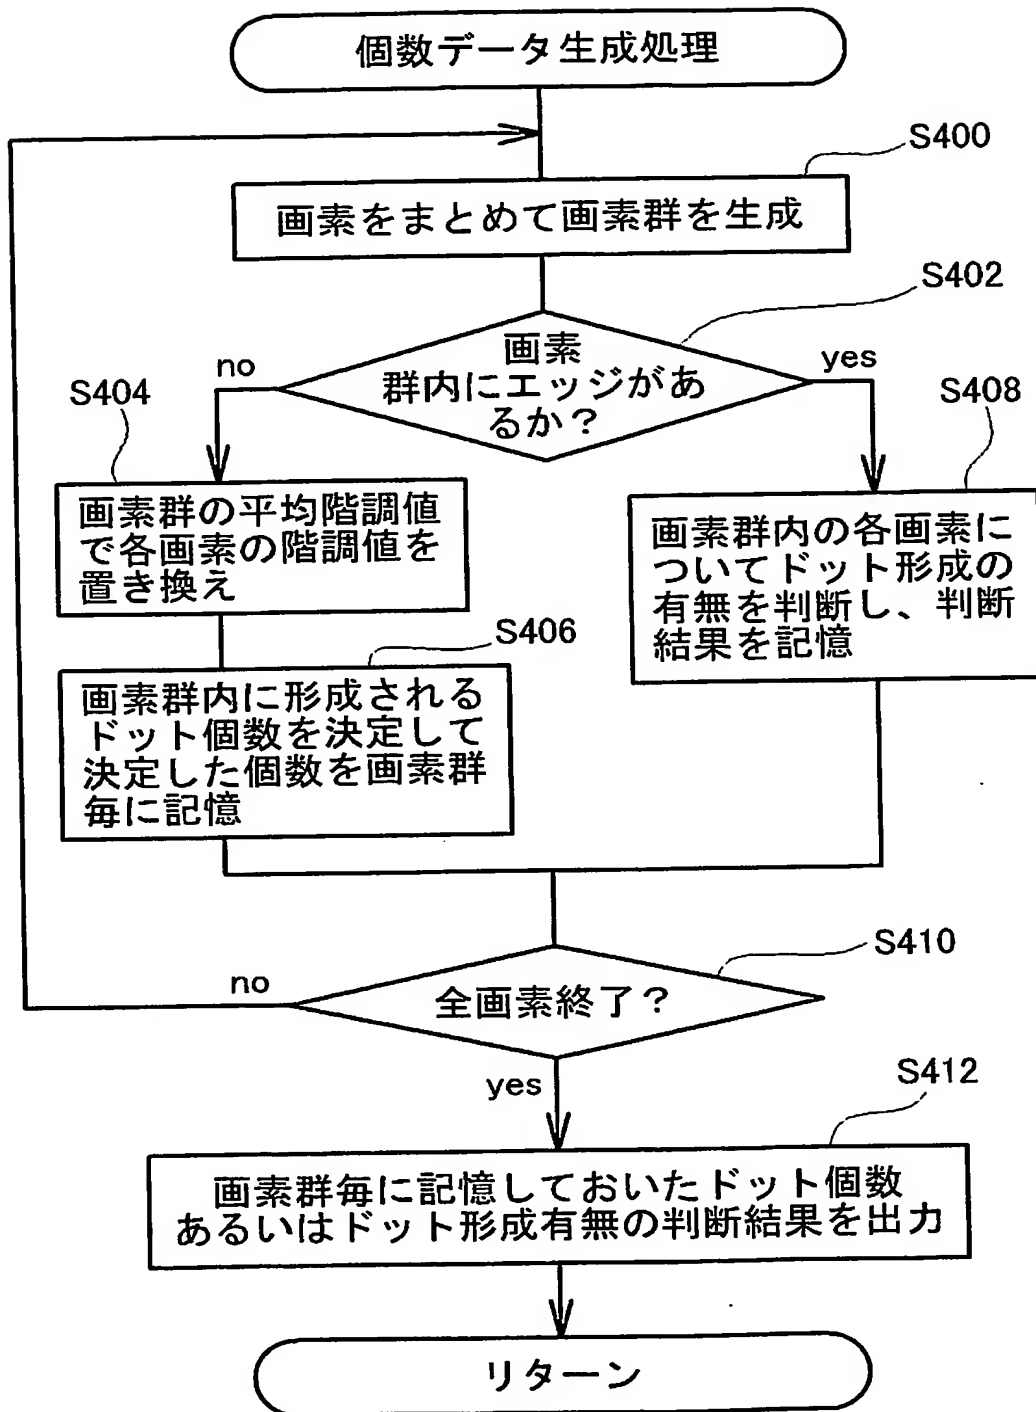 個数データ生成処理
S400
画素をまとめて画素群を生成
S402
画素
群内にエッジがあ
るか？
no
yes
S404
画素群の平均階調値
で各画素の階調値を
置き換え
S408
画素群内の各画素に
ついてドット形成の
有無を判断し、判断
結果を記憶
S406
画素群内に形成される
ドット個数を決定して
決定した個数を画素群
毎に記憶
S410
全画素終了？
no
yes
S412
画素群毎に記憶しておいたドット個数
あるいはドット形成有無の判断結果を出力
リターン